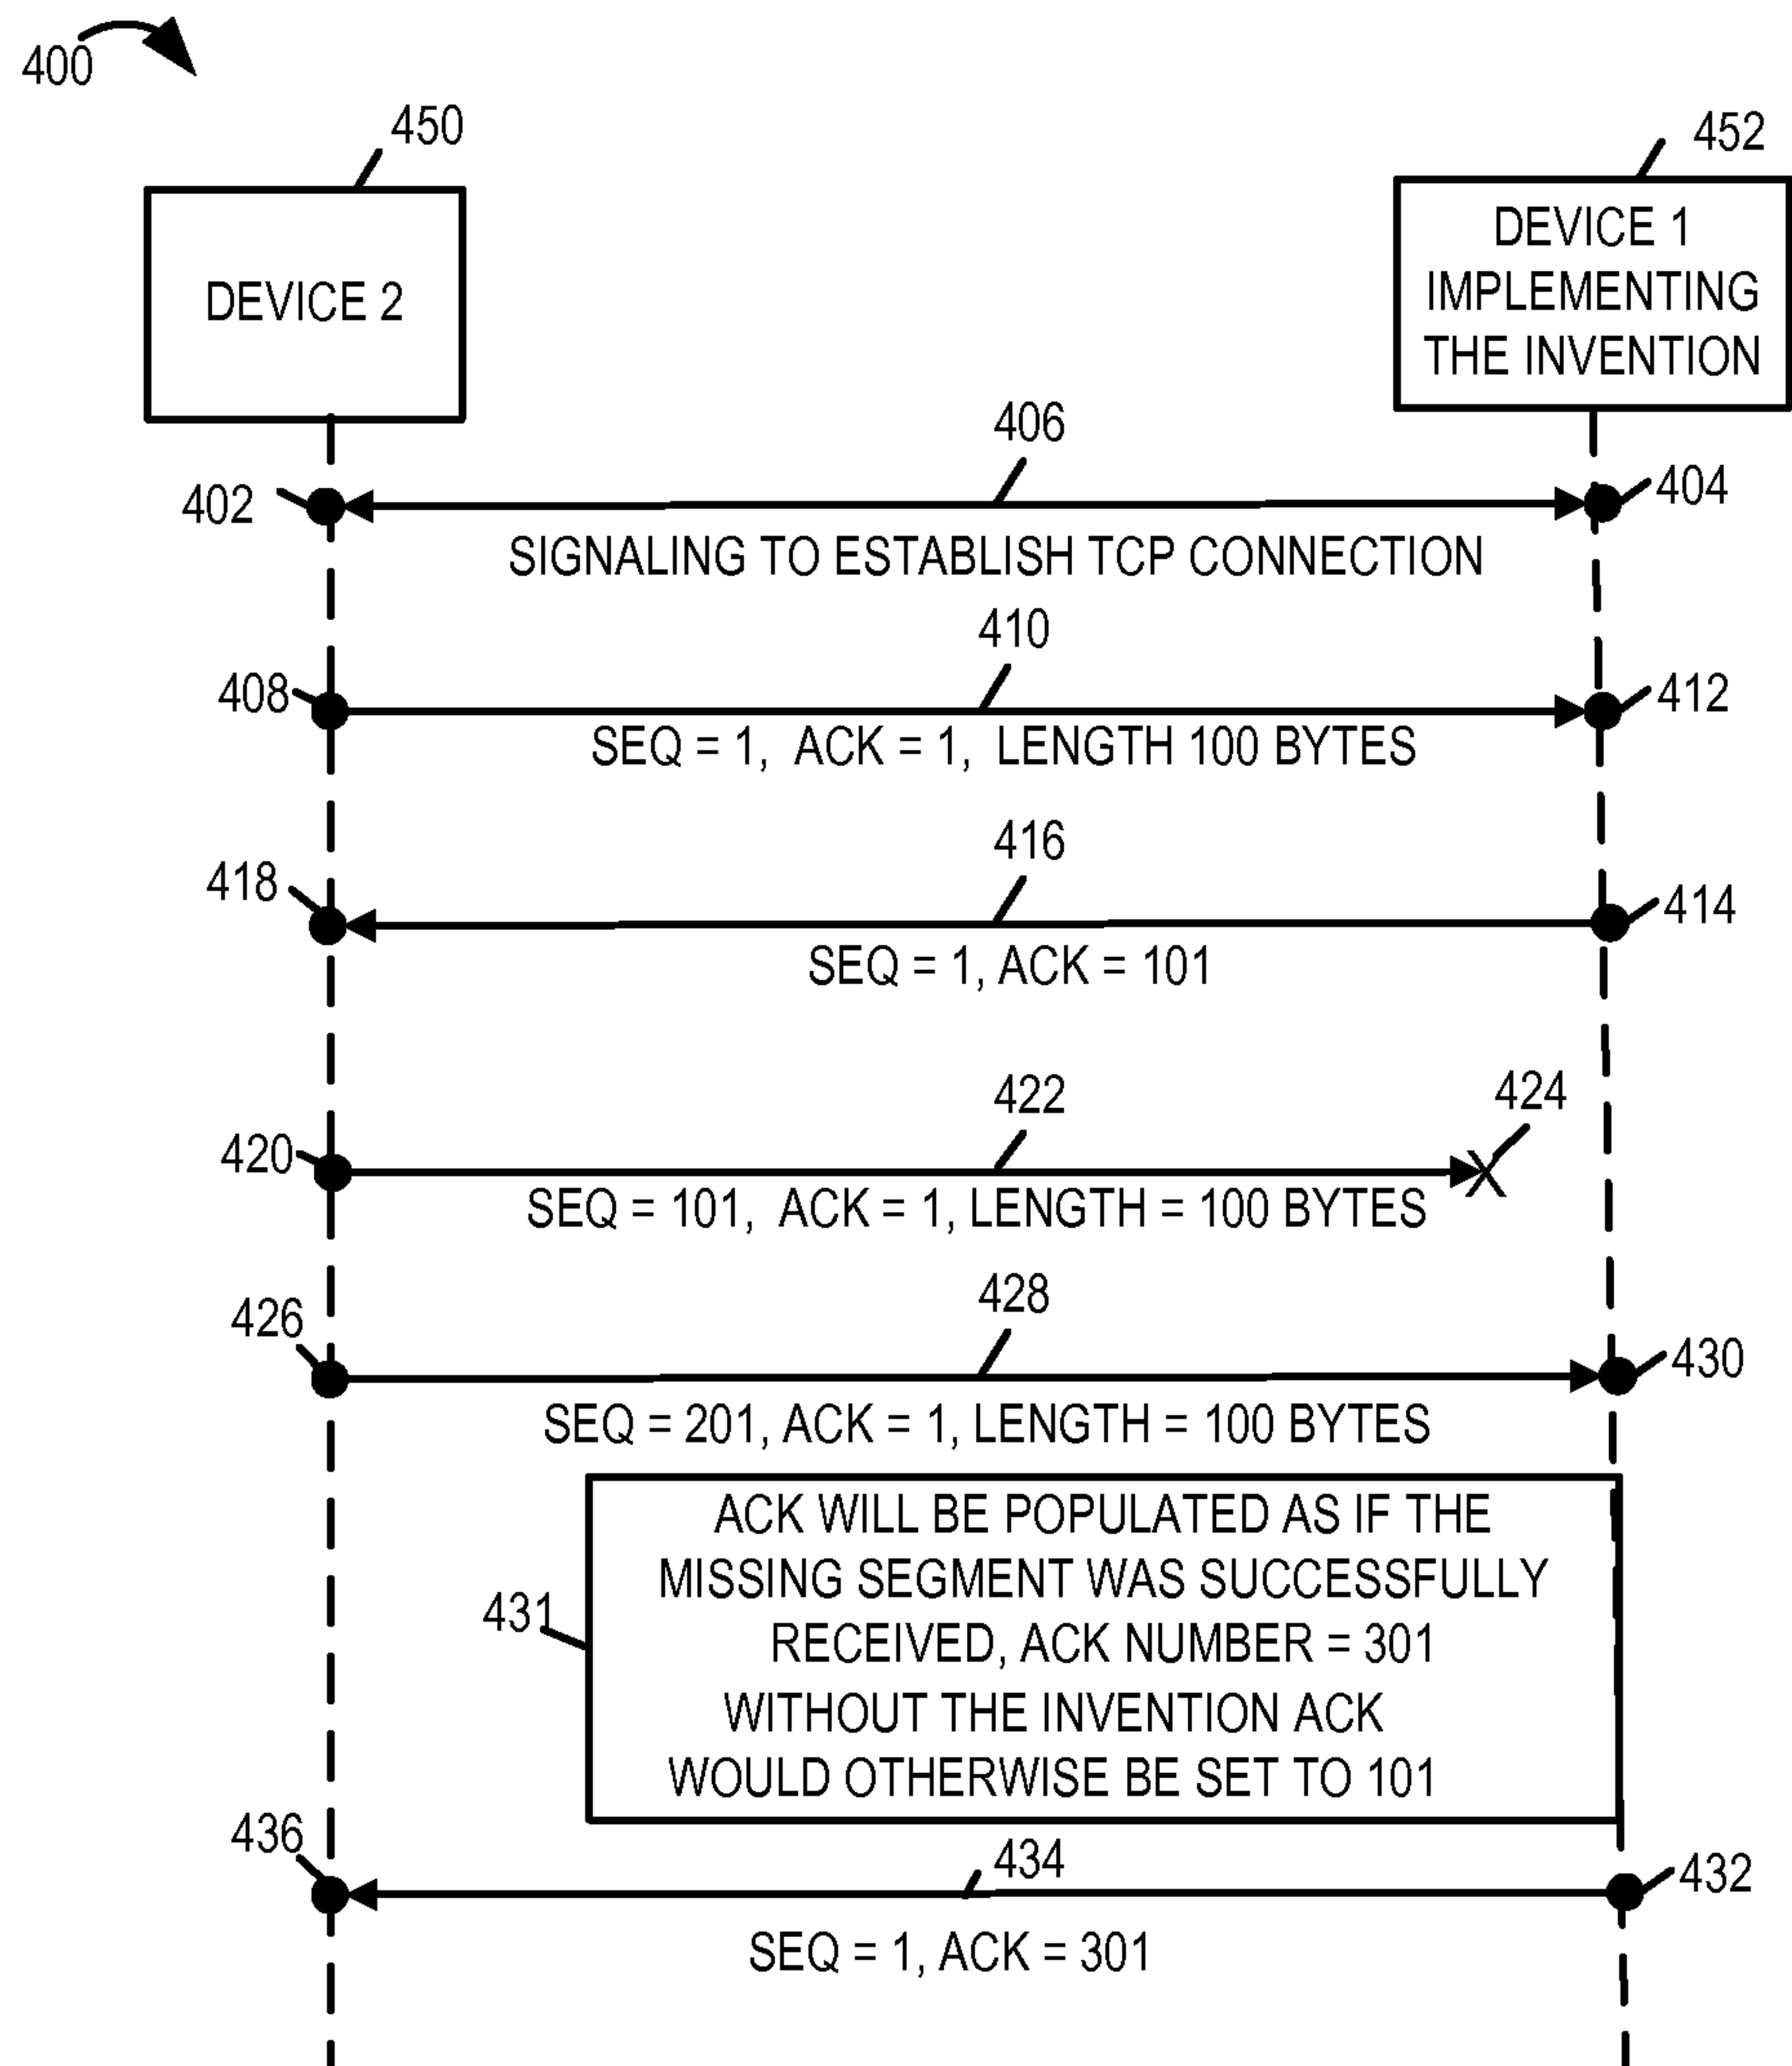 400
450
452
DEVICE 2
DEVICE 1
IMPLEMENTING
THE INVENTION
406
402
404
SIGNALING TO ESTABLISH TCP CONNECTION
410
408
412
SEQ = 1, ACK = 1, LENGTH 100 BYTES
416
418
414
SEQ = 1, ACK = 101
422
424
420
X
SEQ = 101, ACK = 1, LENGTH = 100 BYTES
428
426
430
SEQ = 201, ACK = 1, LENGTH = 100 BYTES
431
ACK WILL BE POPULATED AS IF THE
MISSING SEGMENT WAS SUCCESSFULLY
RECEIVED, ACK NUMBER = 301
WITHOUT THE INVENTION ACK
WOULD OTHERWISE BE SET TO 101
436
434
432
SEQ = 1, ACK = 301